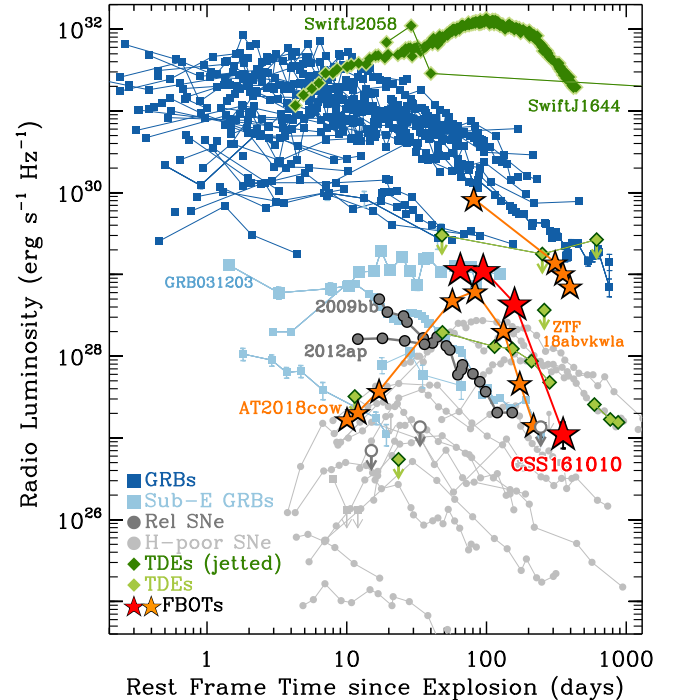 10^32
10^30
10^28
10^26
Radio Luminosity (erg s^−1 Hz^−1)
SwiftJ2058
SwiftJ1644
GRB031203
2009bb
2012ap
ZTF
18abvkwla
AT2018cow
CSS161010
GRBs
Sub-E GRBs
Rel SNe
H-poor SNe
TDEs (jetted)
TDEs
FBOTs
1 10 100 1000
Rest Frame Time since Explosion (days)